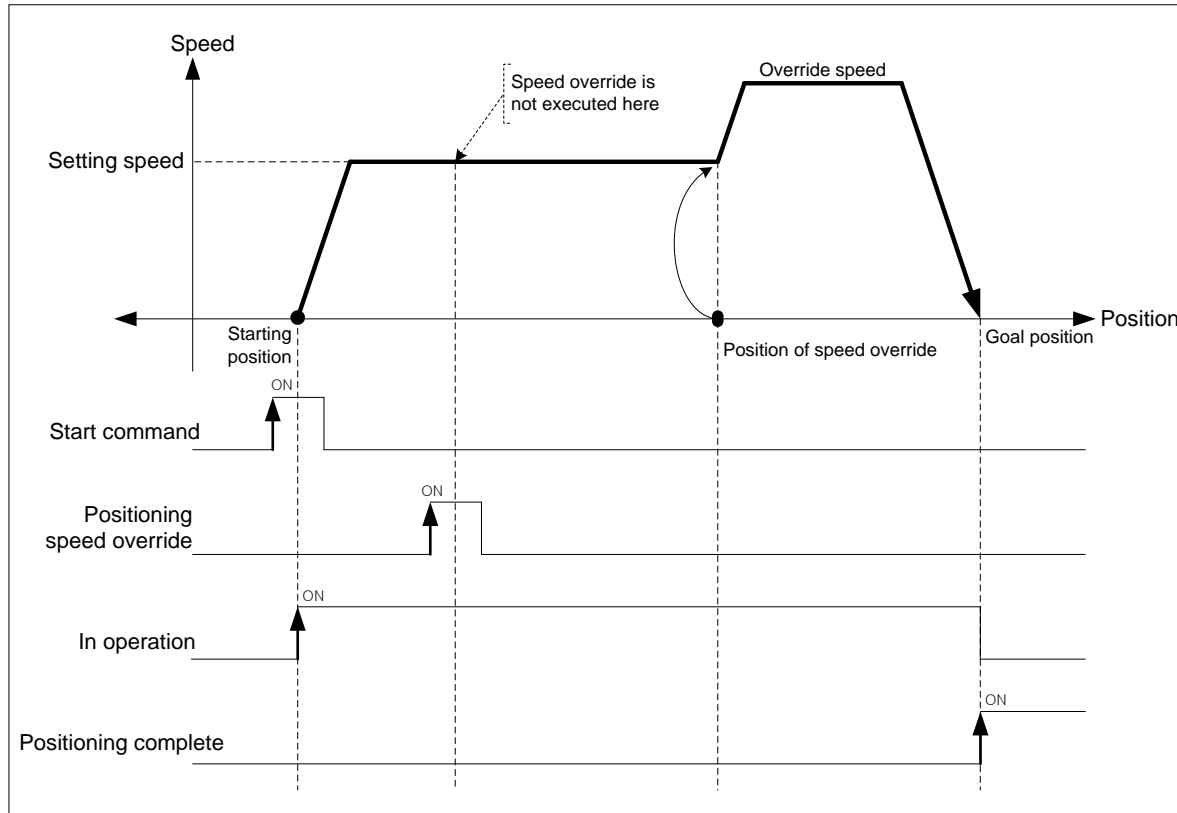 Speed
Speed override is
not executed here
Override speed
Setting speed
Position
Starting
position
Position of speed override
Goal position
ON
Start command
ON
Positioning
speed override
ON
In operation
ON
Positioning complete